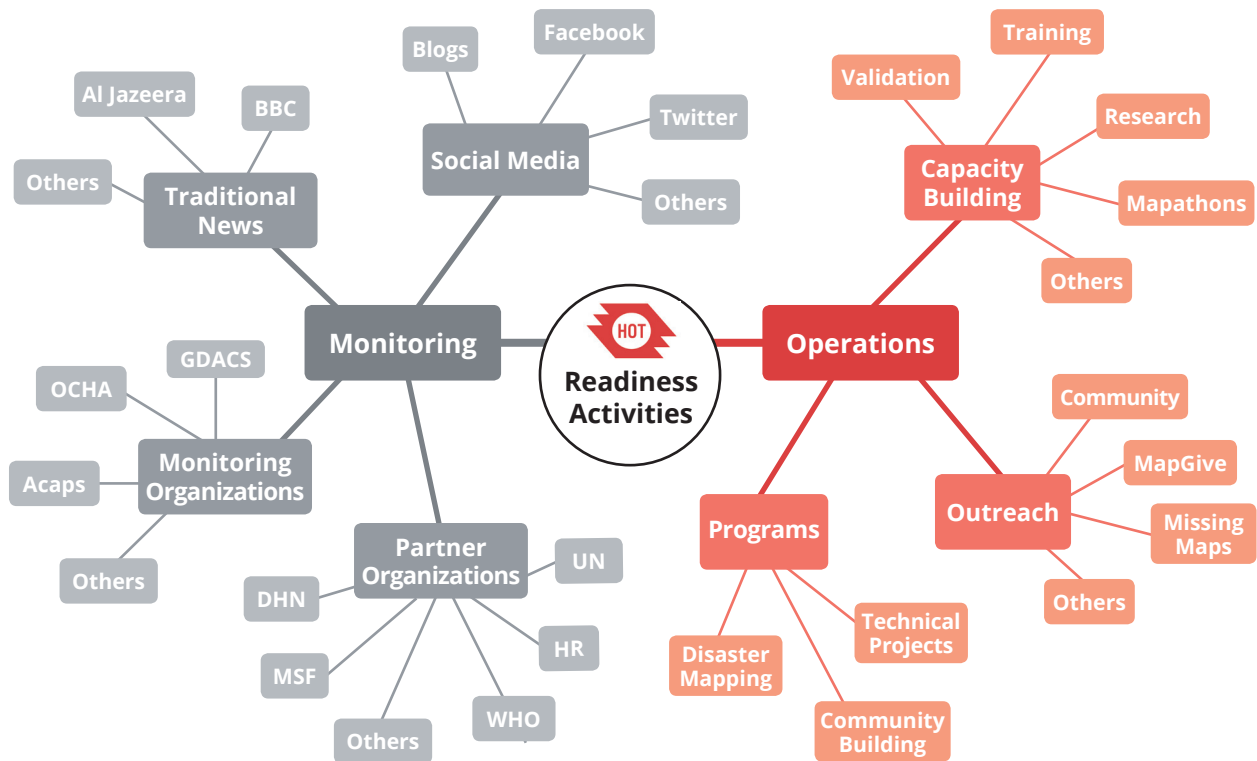 Blogs
Facebook
Al Jazeera
BBC
Twitter
Others
Social Media
Others
Traditional
News
Monitoring
GDACS
OCHA
Monitoring
Organizations
Acaps
Others
Partner
Organizations
UN
DHN
HR
MSF
WHO
Others
HOT
Readiness
Activities
Training
Validation
Research
Capacity
Building
Mapathons
Others
Operations
Community
MapGive
Outreach
Missing
Maps
Others
Programs
Technical
Projects
Disaster
Mapping
Community
Building